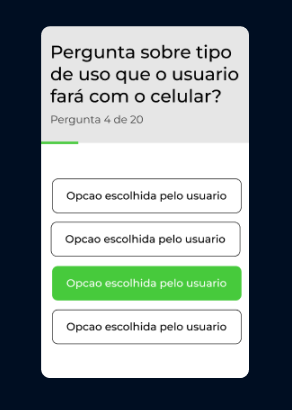 Pergunta sobre tipo
de uso que o usuario
fará com o celular?
Pergunta 4 de 20
Opcao escolhida pelo usuario
Opcao escolhida pelo usuario
Opcao escolhida pelo usuario
Opcao escolhida pelo usuario